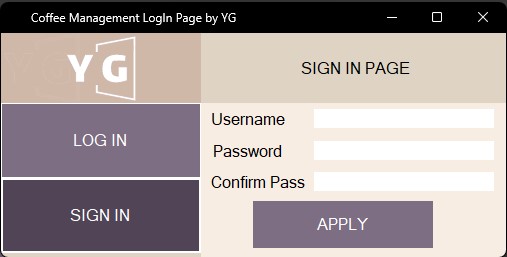 Coffee Management LogIn Page by YG
YG
SIGN IN PAGE
LOG IN
SIGN IN
Username
Password
Confirm Pass
APPLY